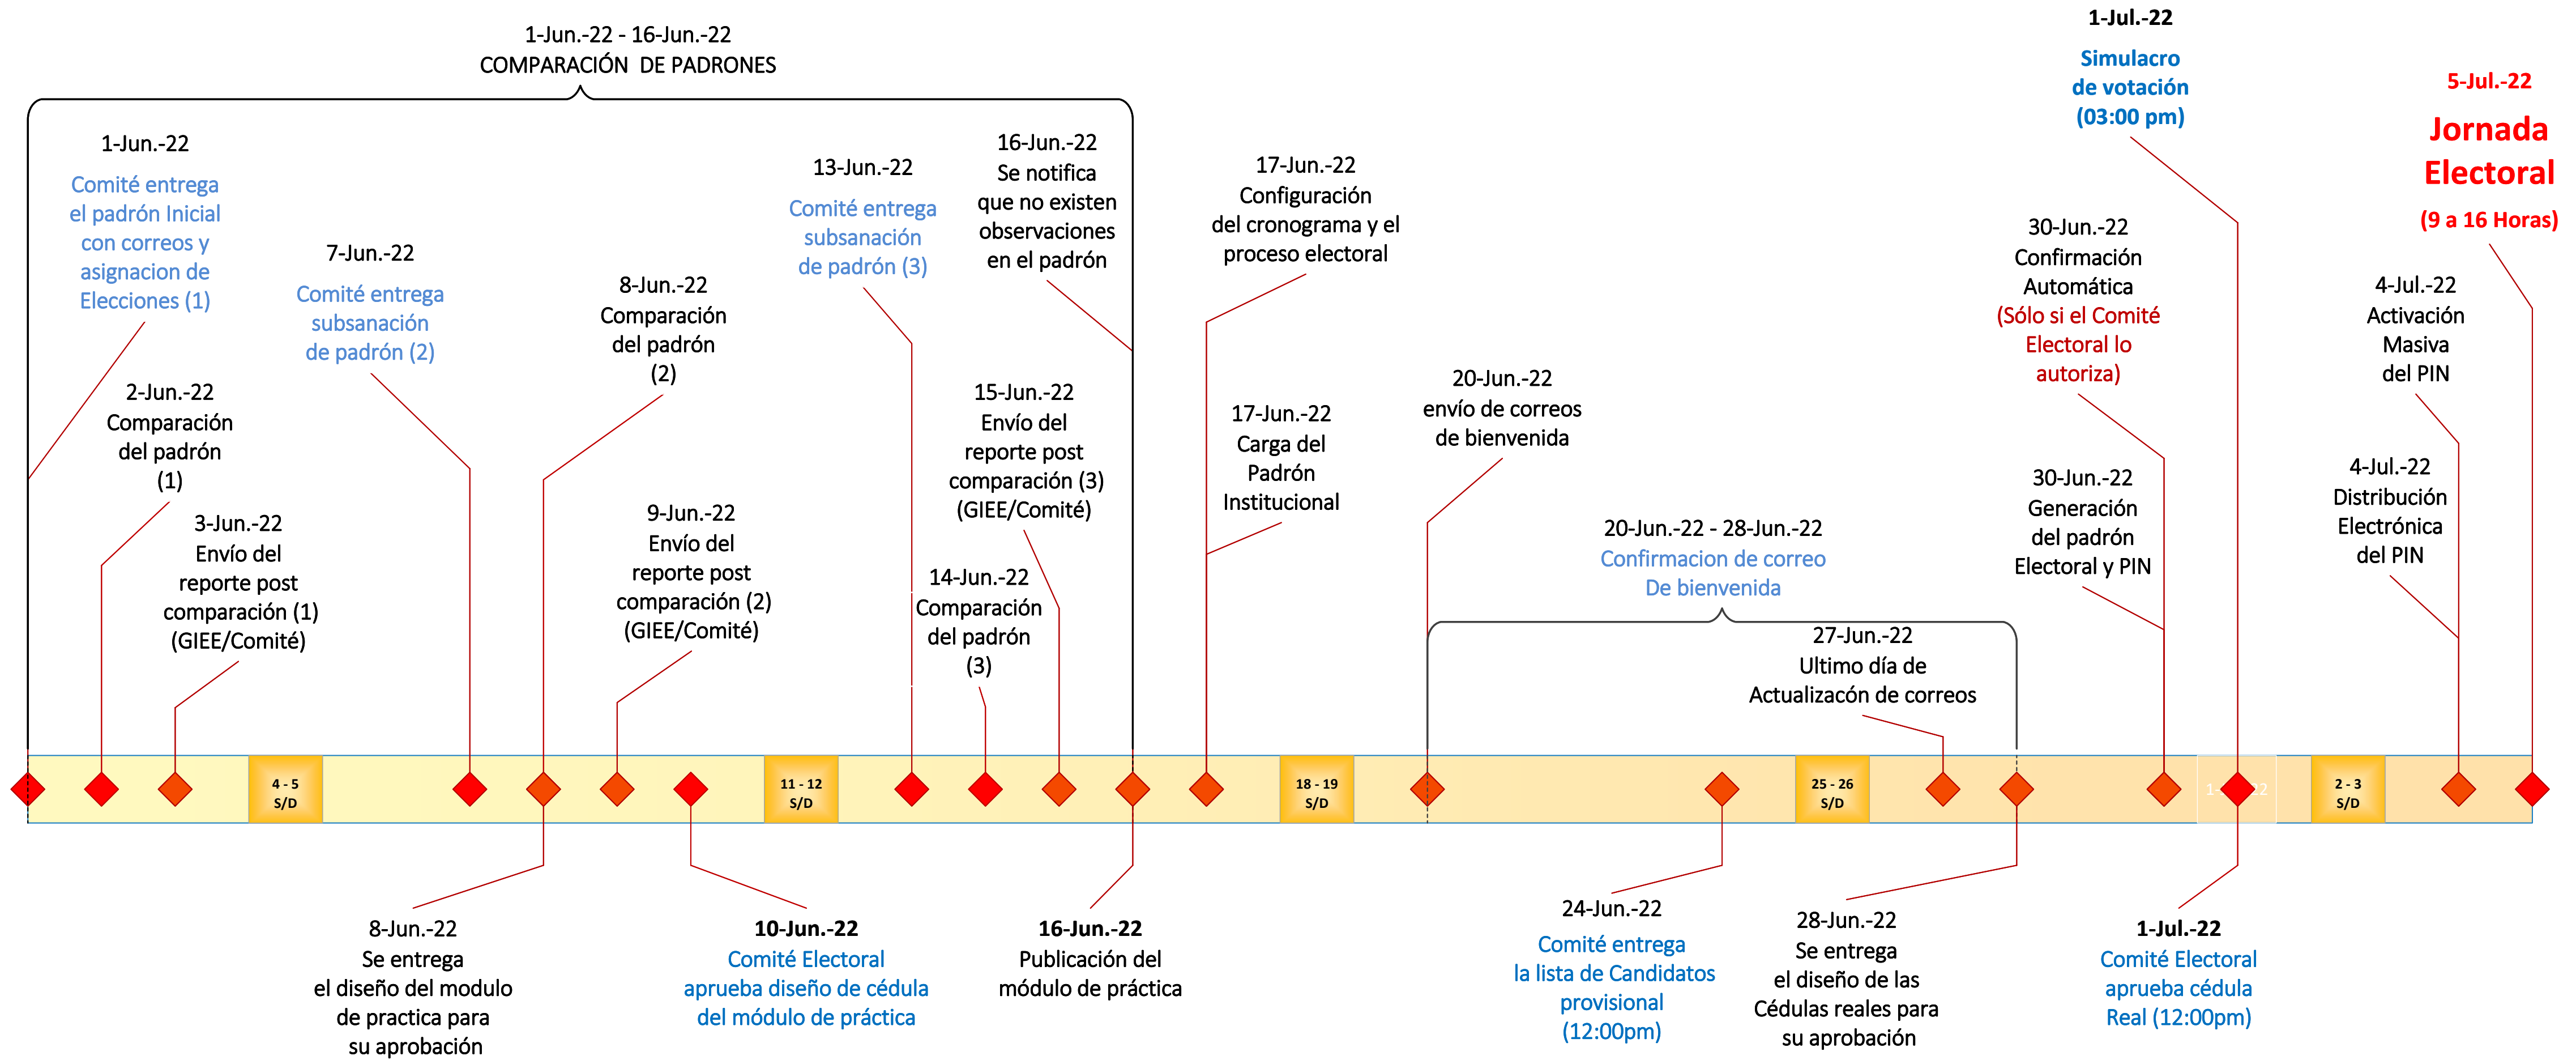 1-Jun.-22 - 16-Jun.-22
COMPARACIÓN DE PADRONES
1-Jun.-22
Comité entrega
el padrón Inicial
con correos y
asignacion de
Elecciones (1)
2-Jun.-22
Comparación
del padrón
(1)
3-Jun.-22
Envío del
reporte post
comparación (1)
(GIEE/Comité)
7-Jun.-22
Comité entrega
subsanación
de padrón (2)
8-Jun.-22
Comparación
del padrón
(2)
9-Jun.-22
Envío del
reporte post
comparación (2)
(GIEE/Comité)
13-Jun.-22
Comité entrega
subsanación
de padrón (3)
14-Jun.-22
Comparación
del padrón
(3)
15-Jun.-22
Envío del
reporte post
comparación (3)
(GIEE/Comité)
16-Jun.-22
Se notifica
que no existen
observaciones
en el padrón
17-Jun.-22
Configuración
del cronograma y el
proceso electoral
17-Jun.-22
Carga del
Padrón
Institucional
20-Jun.-22
envío de correos
de bienvenida
20-Jun.-22 - 28-Jun.-22
Confirmacion de correo
De bienvenida
27-Jun.-22
Ultimo día de
Actualizacón de correos
30-Jun.-22
Confirmación
Automática
(Sólo si el Comité
Electoral lo
autoriza)
30-Jun.-22
Generación
del padrón
Electoral y PIN
1-Jul.-22
Simulacro
de votación
(03:00 pm)
4-Jul.-22
Activación
Masiva
del PIN
4-Jul.-22
Distribución
Electrónica
del PIN
5-Jul.-22
Jornada
Electoral
(9 a 16 Horas)
4 - 5
S/D
11 - 12
S/D
18 - 19
S/D
25 - 26
S/D
2 - 3
S/D
8-Jun.-22
Se entrega
el diseño del modulo
de practica para
su aprobación
10-Jun.-22
Comité Electoral
aprueba diseño de cédula
del módulo de práctica
16-Jun.-22
Publicación del
módulo de práctica
24-Jun.-22
Comité entrega
la lista de Candidatos
provisional
(12:00pm)
28-Jun.-22
Se entrega
el diseño de las
Cédulas reales para
su aprobación
1-Jul.-22
Comité Electoral
aprueba cédula
Real (12:00pm)